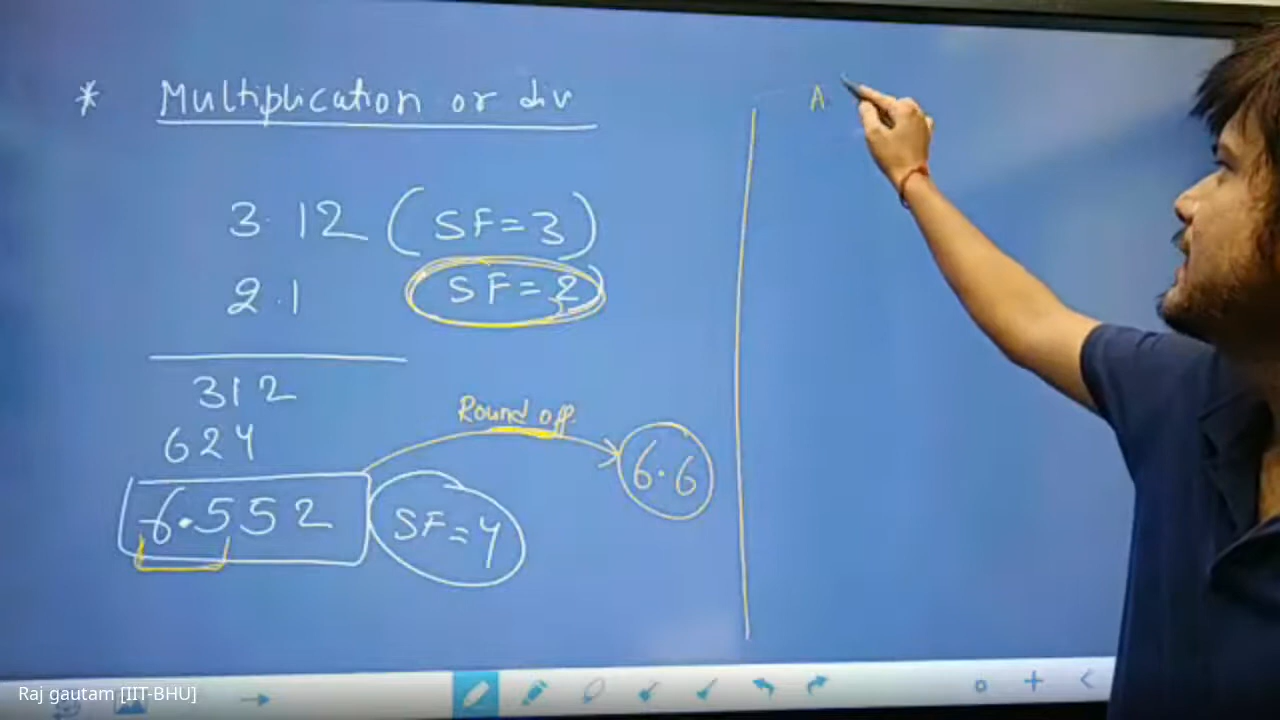 * Multiplication or div
3.12 (SF=3)
2.1 SF=2)
312
624
6.552 SF=4
Round off
6.6
A
Raj gautam [IIT-BHU]